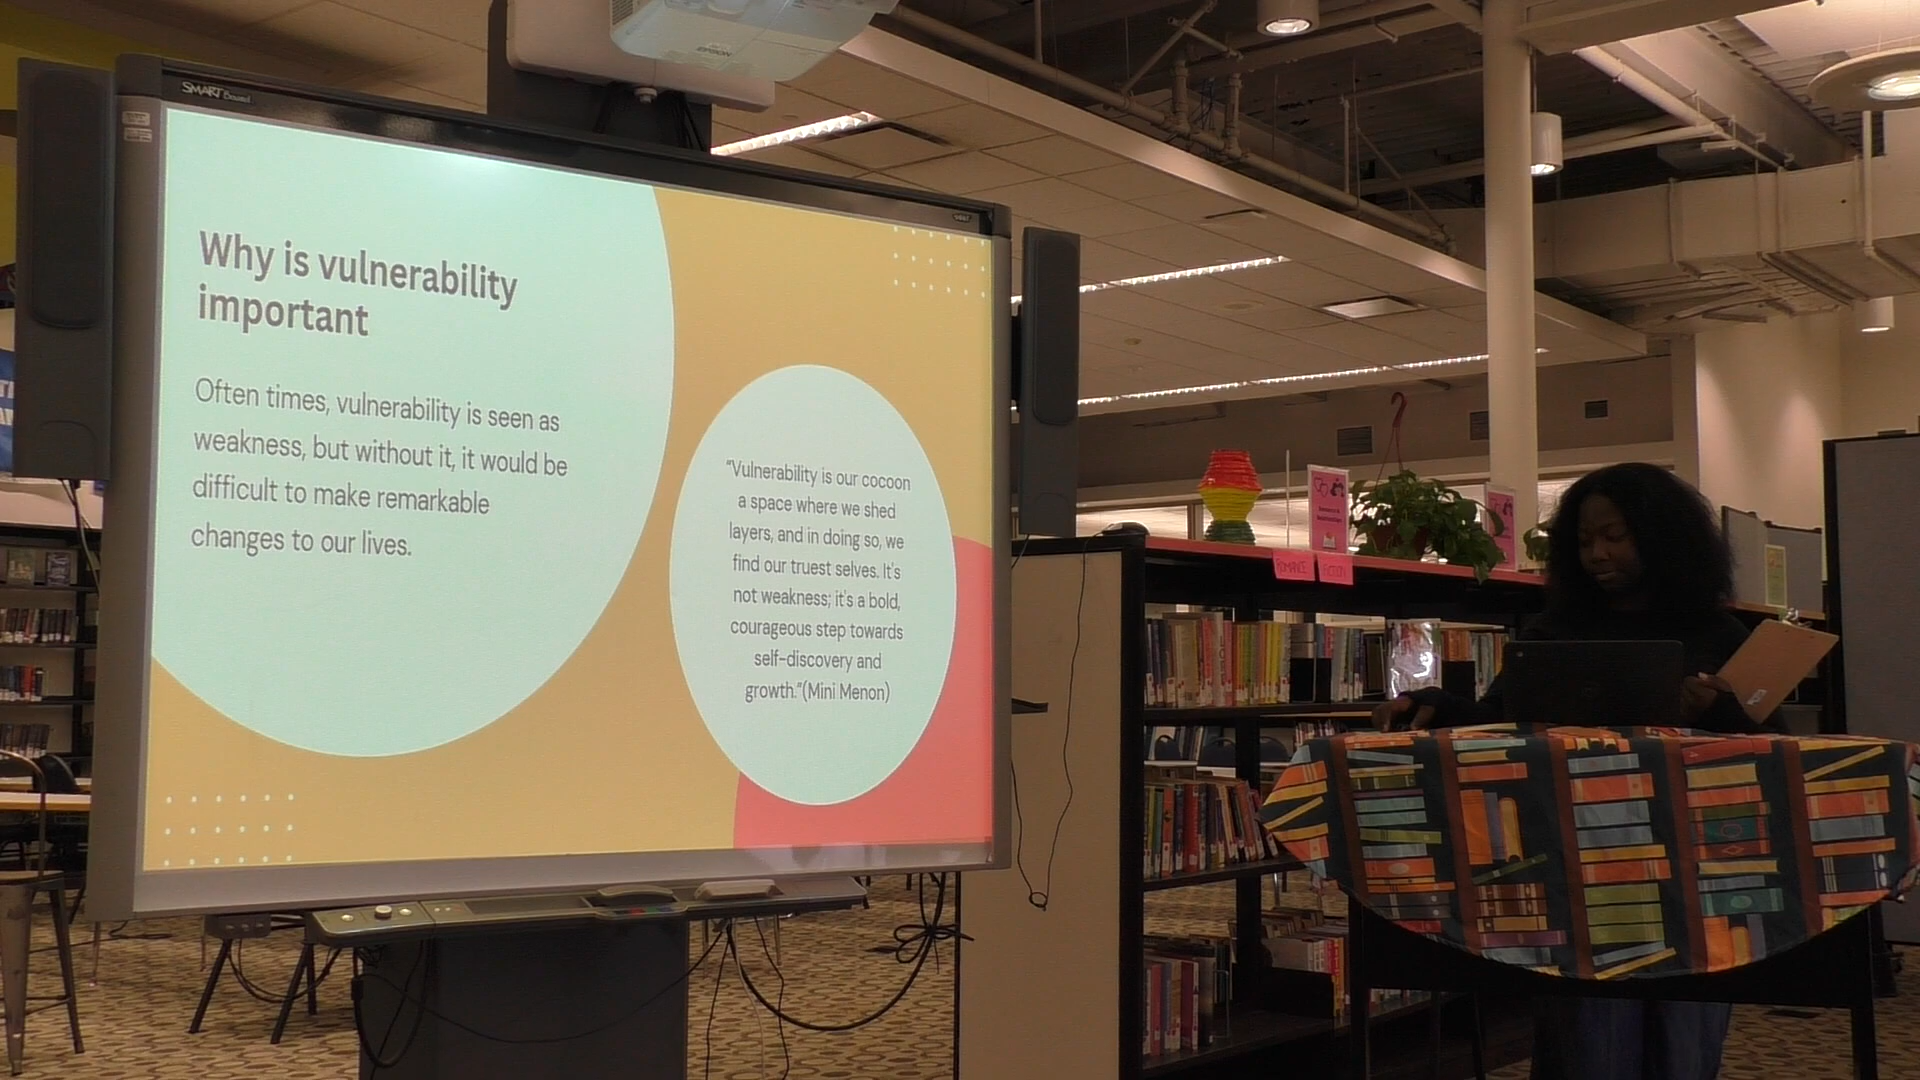 EPSON
SMART Board
Why is vulnerability
important
Often times, vulnerability is seen as
weakness, but without it, it would be
difficult to make remarkable
changes to our lives.
"Vulnerability is our cocoon
a space where we shed
layers, and in doing so, we
find our truest selves. It's
not weakness; it's a bold,
courageous step towards
self-discovery and
growth."(Mini Menon)
ROMANCE
FICTION